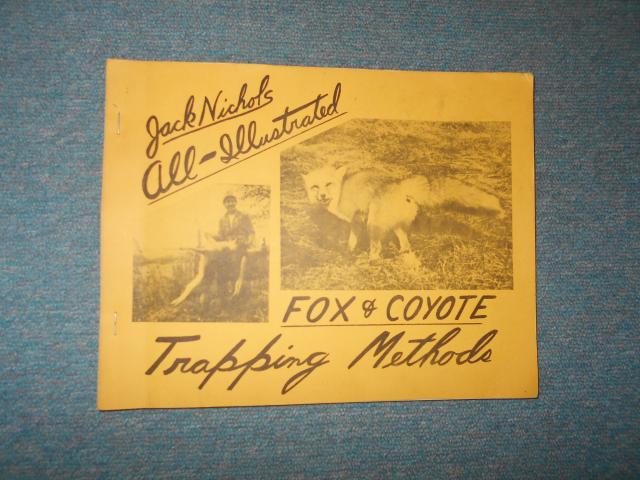 Jack Nichols
All-Illustrated
FOX & COYOTE
Trapping Methods